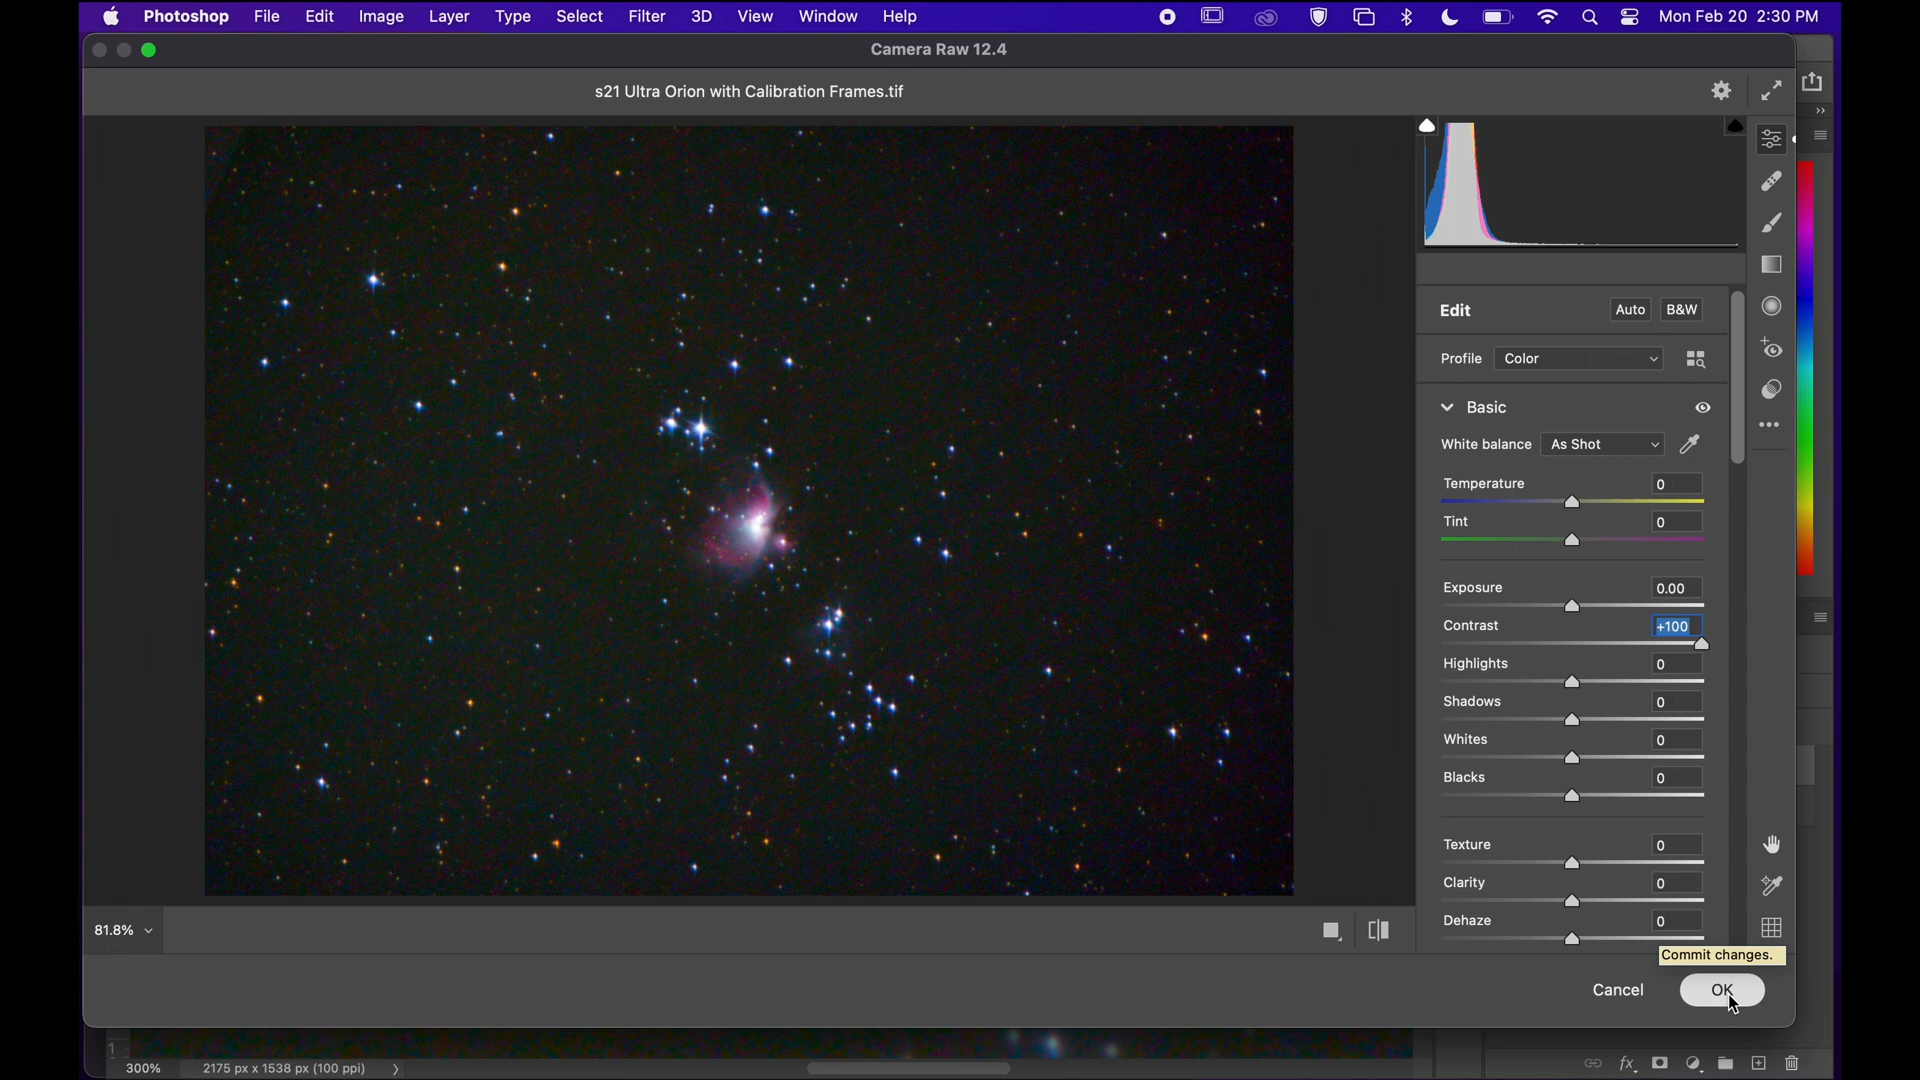 Photoshop File Edit Image Layer Type Select Filter 3D View Window Help Mon Feb 20 2:30 PM
Camera Raw 12.4
s21 Ultra Orion with Calibration Frames.tif
Edit Auto B&W
Profile Color
Basic
White balance As Shot
Temperature 0
Tint 0
Exposure 0.00
Contrast +100
Highlights 0
Shadows 0
Whites 0
Blacks 0
Texture 0
Clarity 0
Dehaze 0
81.8%
Commit changes.
Cancel OK
1
300% 2175 px x 1538 px (100 ppi)
fx